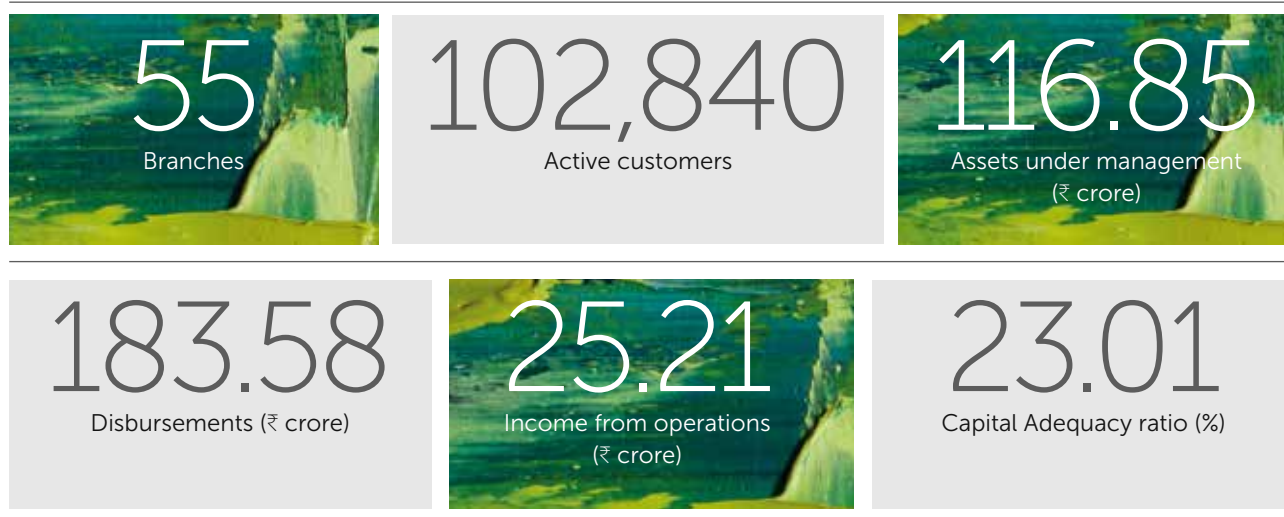 55
Branches
102,840
Active customers
116.85
Assets under management
(₹ crore)
183.58
Disbursements (₹ crore)
25.21
Income from operations
(₹ crore)
23.01
Capital Adequacy ratio (%)